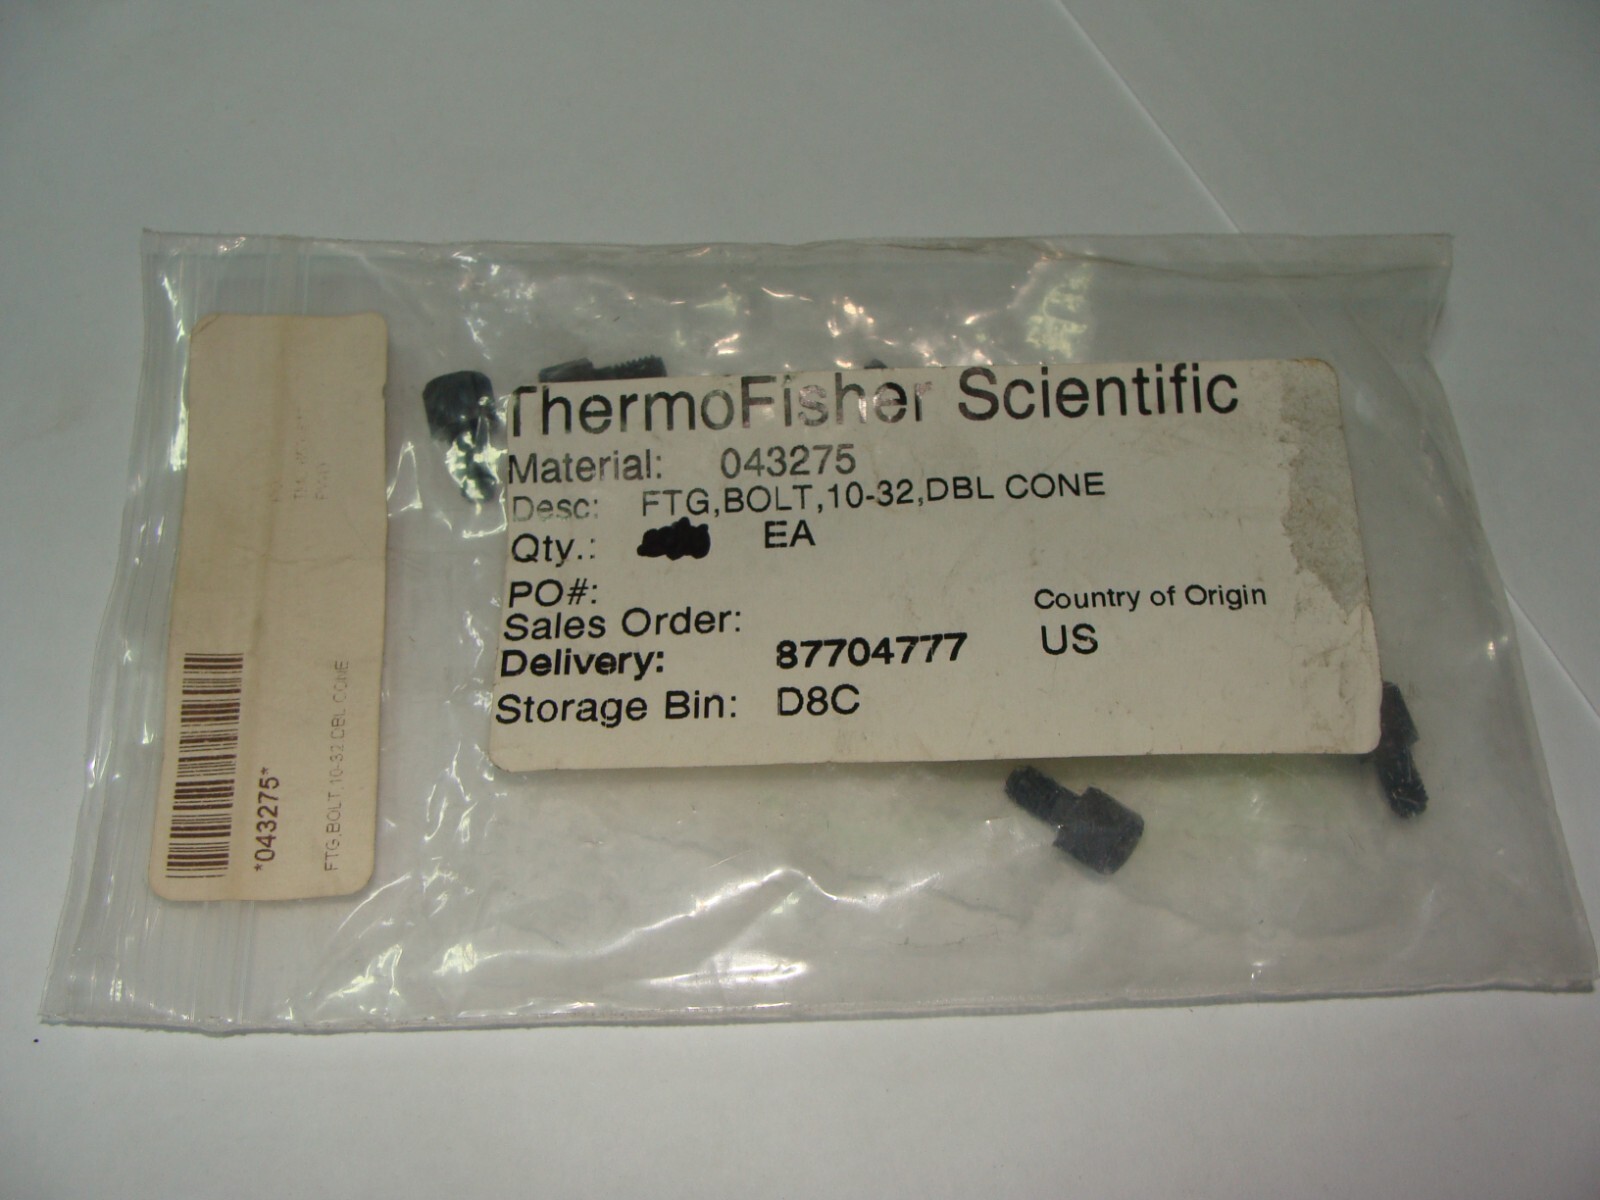 ThermoFisher Scientific
Material: 043275
Desc: FTG,BOLT,10-32,DBL CONE
Qty.: EA
PO#:
Sales Order:
Delivery: 87704777
Country of Origin
US
Storage Bin: D8C
*043275*
FTG,BOLT,10-32 DBL CONE